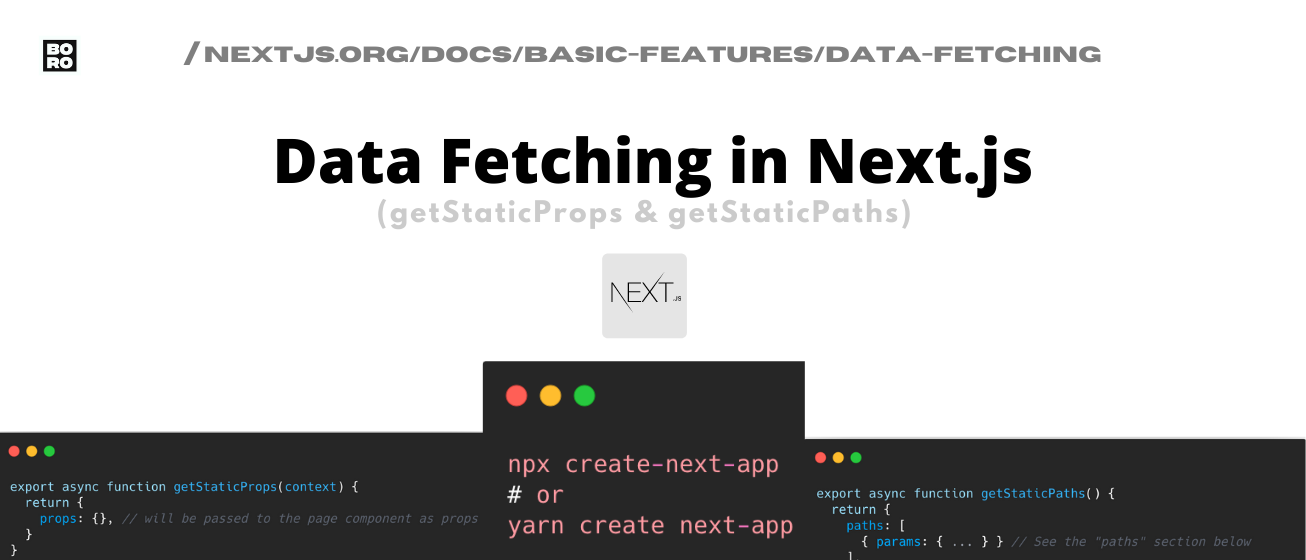 BO
RO
/NEXTJS.ORG/DOCS/BASIC-FEATURES/DATA-FETCHING
Data Fetching in Next.js
(getStaticProps & getStaticPaths)
NEXT.JS
export async function getStaticProps(context) {
  return {
    props: {}, // will be passed to the page component as props
  }
}
npx create-next-app
# or
yarn create next-app
export async function getStaticPaths() {
  return {
    paths: [
      { params: { ... } } // See the "paths" section below
    ],